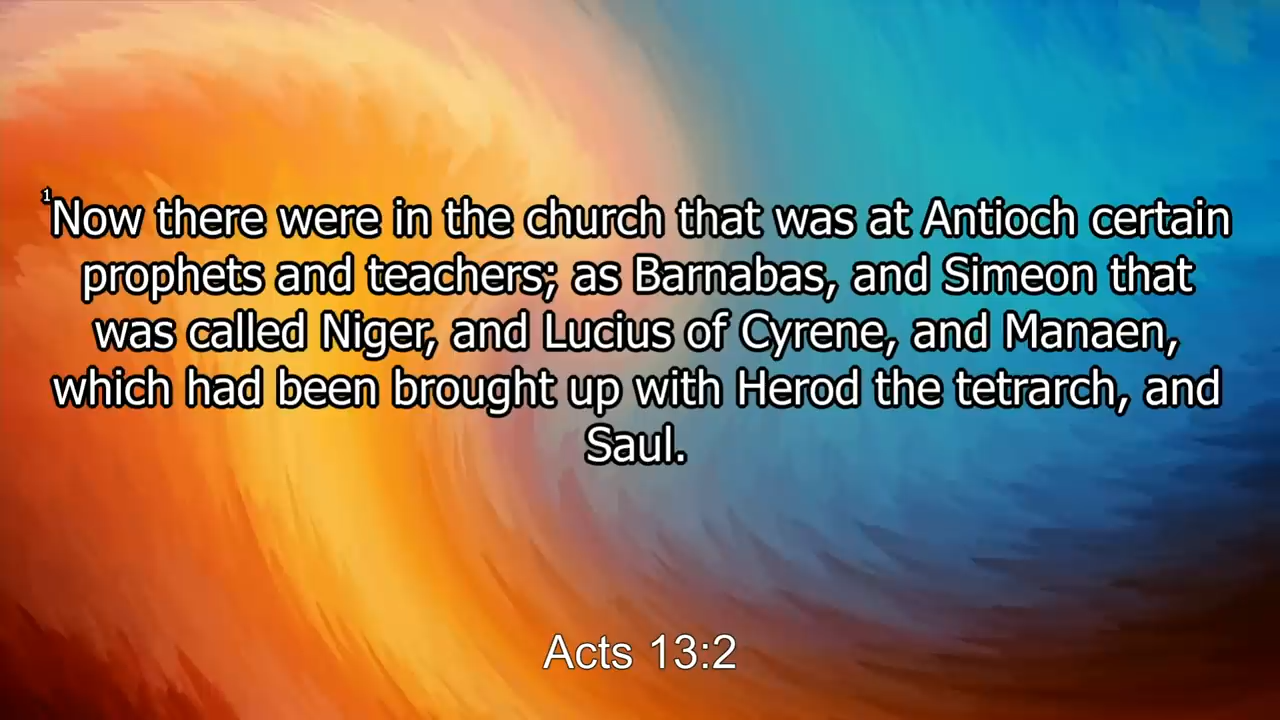 ¹Now there were in the church that was at Antioch certain
prophets and teachers; as Barnabas, and Simeon that
was called Niger, and Lucius of Cyrene, and Manaen,
which had been brought up with Herod the tetrarch, and
Saul.
Acts 13:2